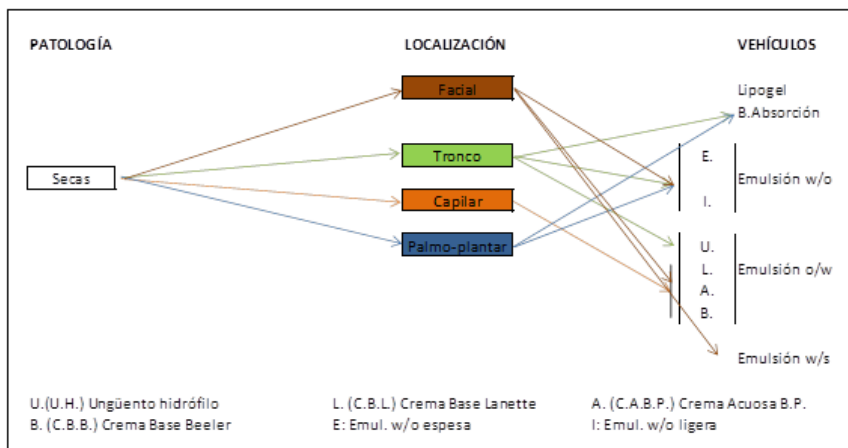 PATOLOGÍA LOCALIZACIÓN VEHÍCULOS
Facial
Lipogel
B.Absorción
Tronco
E.
Secas
Emulsión w/o
Capilar
I.
Palmo-plantar
U.
L.
Emulsión o/w
A.
B.
Emulsión w/s
U.(U.H.) Ungüento hidrófilo L. (C.B.L.) Crema Base Lanette A. (C.A.B.P.) Crema Acuosa B.P.
B. (C.B.B.) Crema Base Beeler E: Emul. w/o espesa I: Emul. w/o ligera